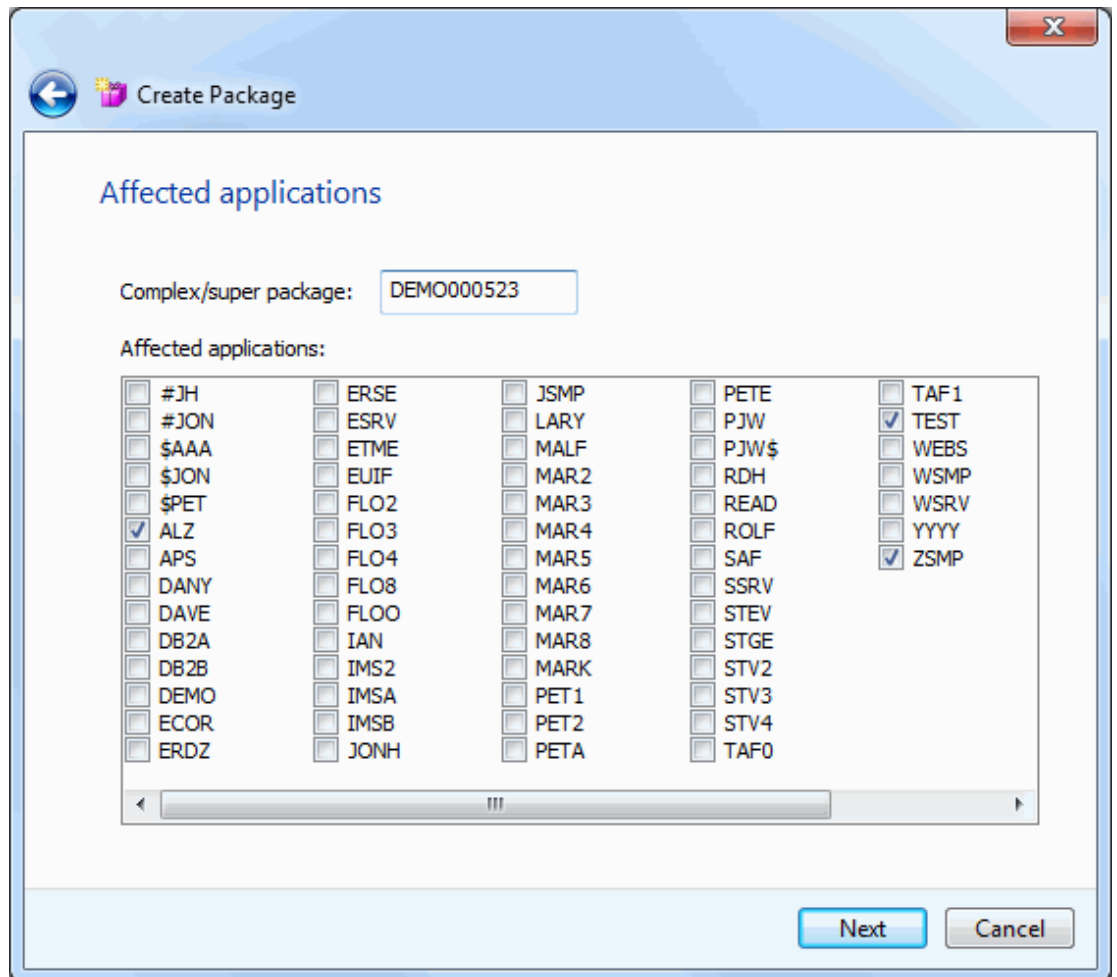 Create Package
Affected applications
Complex/super package: DEMO000523
Affected applications:
#JH ERSE JSMP PETE TAF1
#JON ESRV LARY PJW TEST
$AAA ETME MALF PJW$ WEBS
$JON EUIF MAR2 RDH WSMP
$PET FLO2 MAR3 READ WSRV
ALZ FLO3 MAR4 ROLF YYYY
APS FLO4 MAR5 SAF ZSMP
DANY FLO8 MAR6 SSRV
DAVE FLOO MAR7 STEV
DB2A IAN MAR8 STGE
DB2B IMS2 MARK STV2
DEMO IMSA PET1 STV3
ECOR IMSB PET2 STV4
ERDZ JONH PETA TAF0
Next Cancel